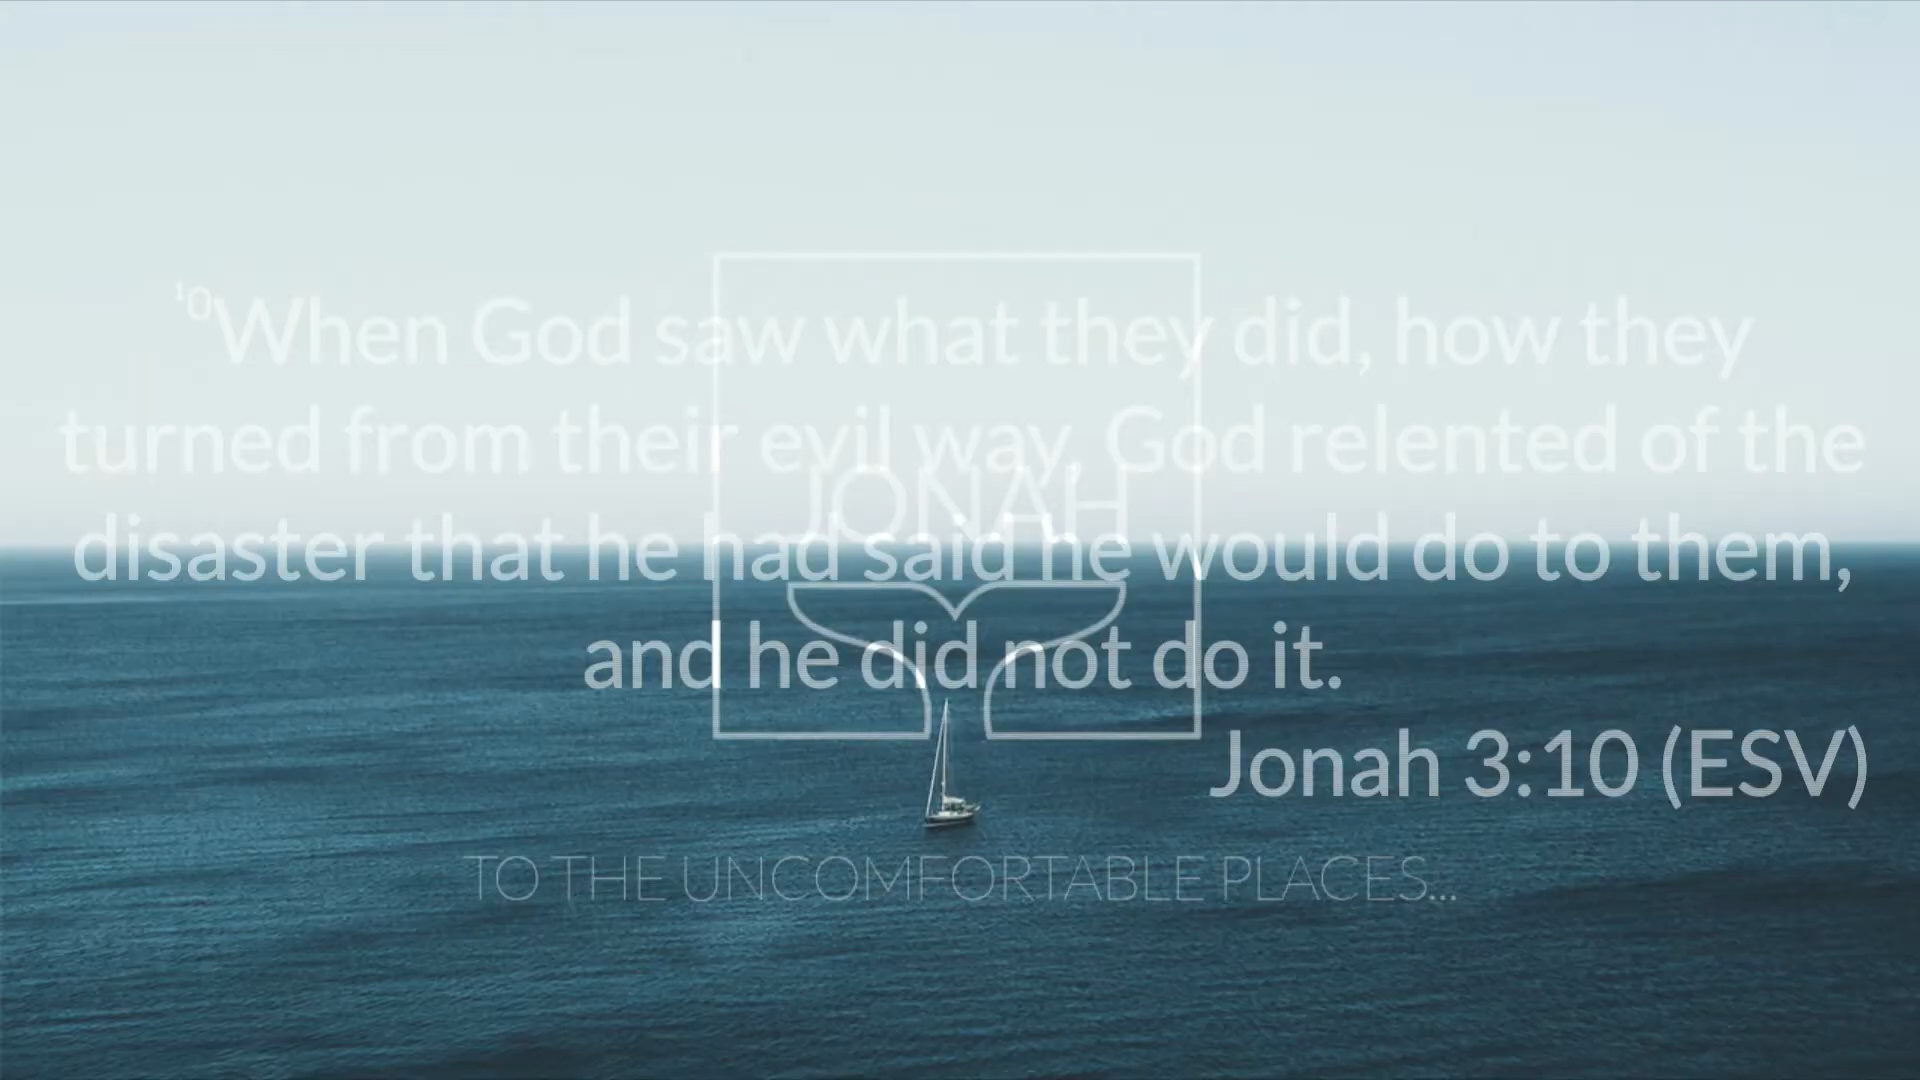 ¹⁰When God saw what they did, how they
turned from their evil way, God relented of the
JONAH
disaster that he had said he would do to them,
and he did not do it.
Jonah 3:10 (ESV)
TO THE UNCOMFORTABLE PLACES...